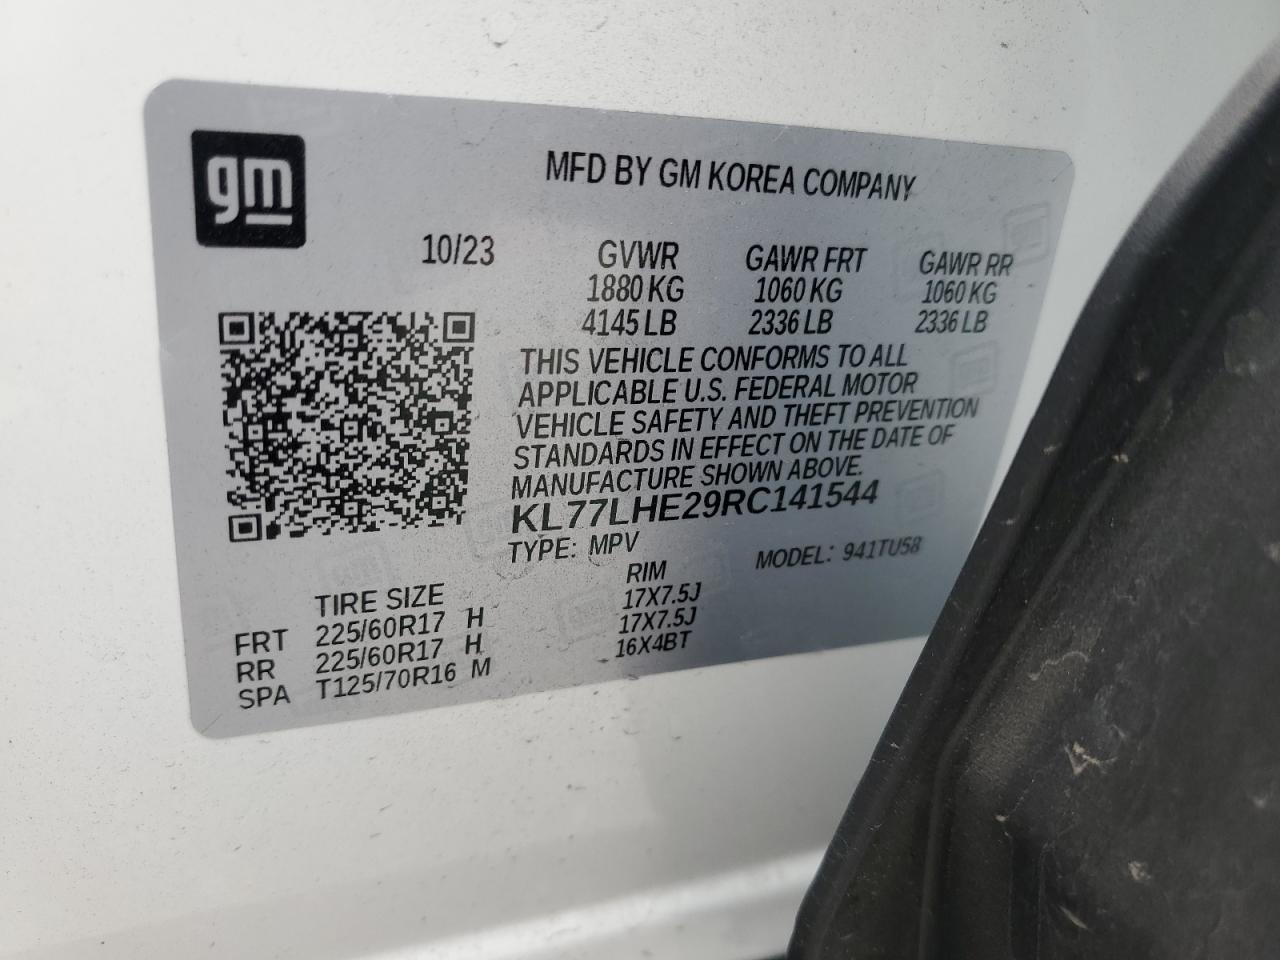 gm
MFD BY GM KOREA COMPANY
10/23 GVWR GAWR FRT GAWR RR
1880 KG 1060 KG 1060 KG
4145 LB 2336 LB 2336 LB
THIS VEHICLE CONFORMS TO ALL
APPLICABLE U.S. FEDERAL MOTOR
VEHICLE SAFETY AND THEFT PREVENTION
STANDARDS IN EFFECT ON THE DATE OF
MANUFACTURE SHOWN ABOVE.
KL77LHE29RC141544
TYPE: MPV MODEL: 941TU58
TIRE SIZE RIM
FRT 225/60R17 H 17X7.5J
RR 225/60R17 H 17X7.5J
SPA T125/70R16 M 16X4BT